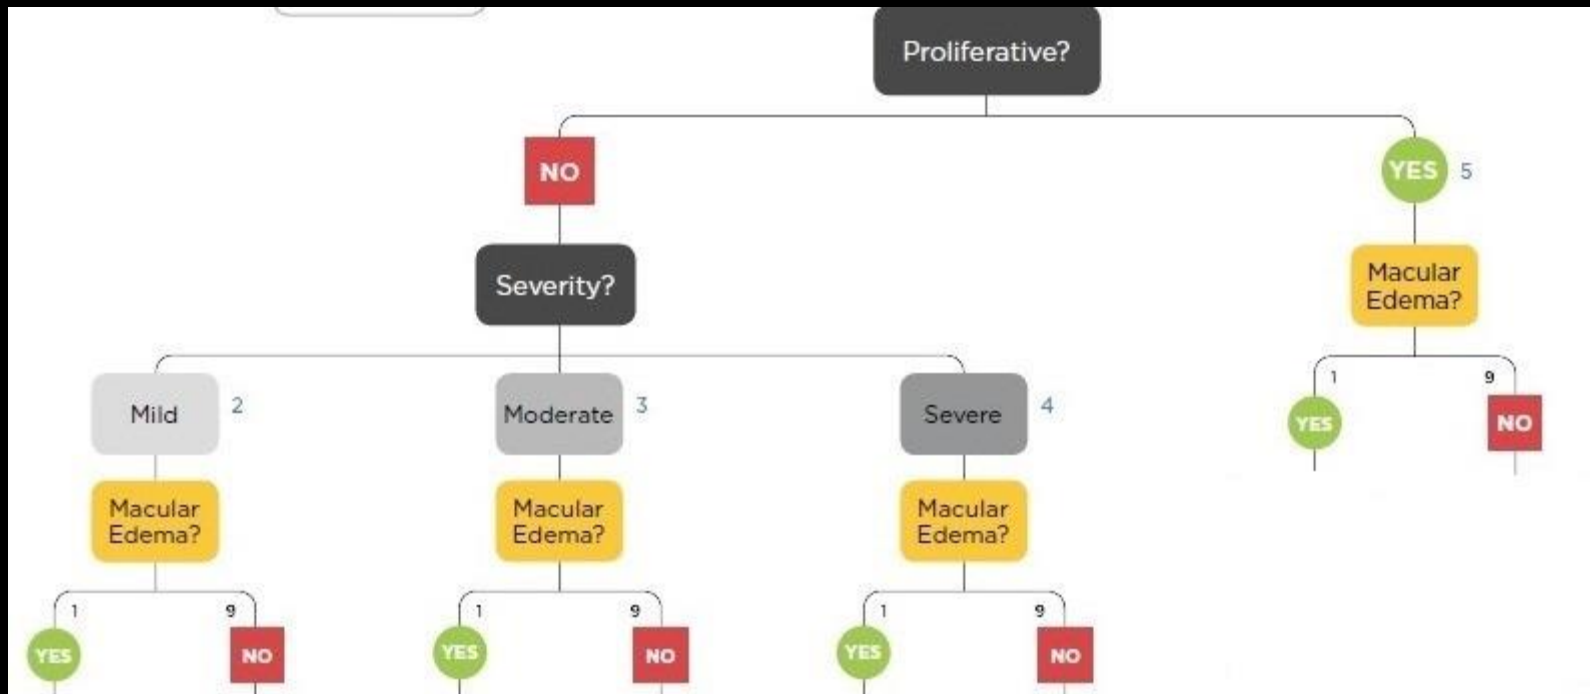 Proliferative?
NO
YES 5
Severity?
Macular
Edema?
1 9
YES NO
Mild 2
Moderate 3
Severe 4
Macular
Edema?
Macular
Edema?
Macular
Edema?
1 9
YES NO
1 9
YES NO
1 9
YES NO